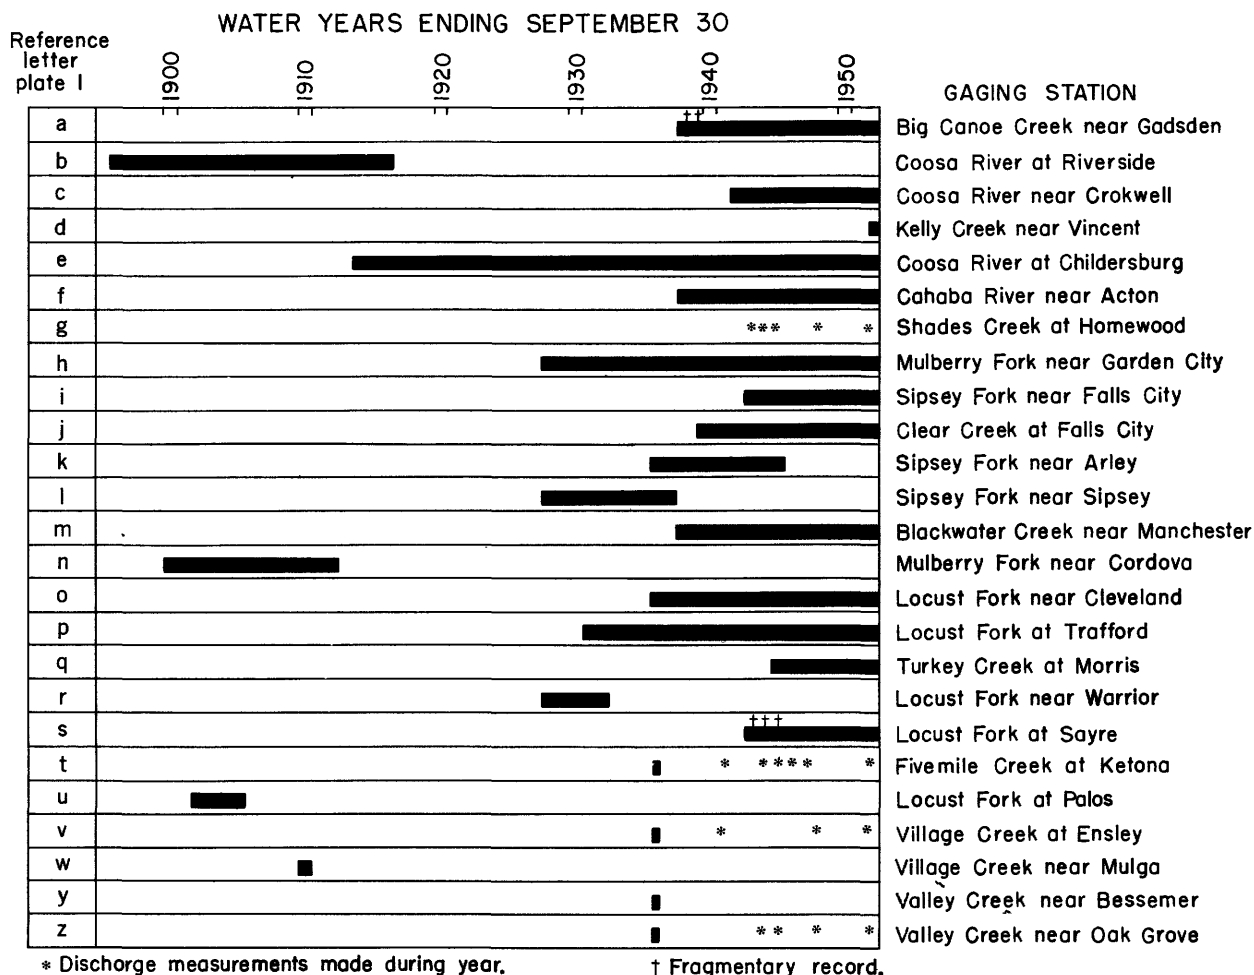 WATER YEARS ENDING SEPTEMBER 30
Reference
letter
plate I
1900 1910 1920 1930 1940 1950
GAGING STATION
a †† Big Canoe Creek near Gadsden
b Coosa River at Riverside
c Coosa River near Crokwell
d Kelly Creek near Vincent
e Coosa River at Childersburg
f Cahaba River near Acton
g *** * * Shades Creek at Homewood
h Mulberry Fork near Garden City
i Sipsey Fork near Falls City
j Clear Creek at Falls City
k Sipsey Fork near Arley
l Sipsey Fork near Sipsey
m Blackwater Creek near Manchester
n Mulberry Fork near Cordova
o Locust Fork near Cleveland
p Locust Fork at Trafford
q Turkey Creek at Morris
r Locust Fork near Warrior
s ††† Locust Fork at Sayre
t * **** * Fivemile Creek at Ketona
u Locust Fork at Palos
v * * * Village Creek at Ensley
w Village Creek near Mulga
y Valley Creek near Bessemer
z ** * * Valley Creek near Oak Grove
* Discharge measurements made during year. † Fragmentary record.